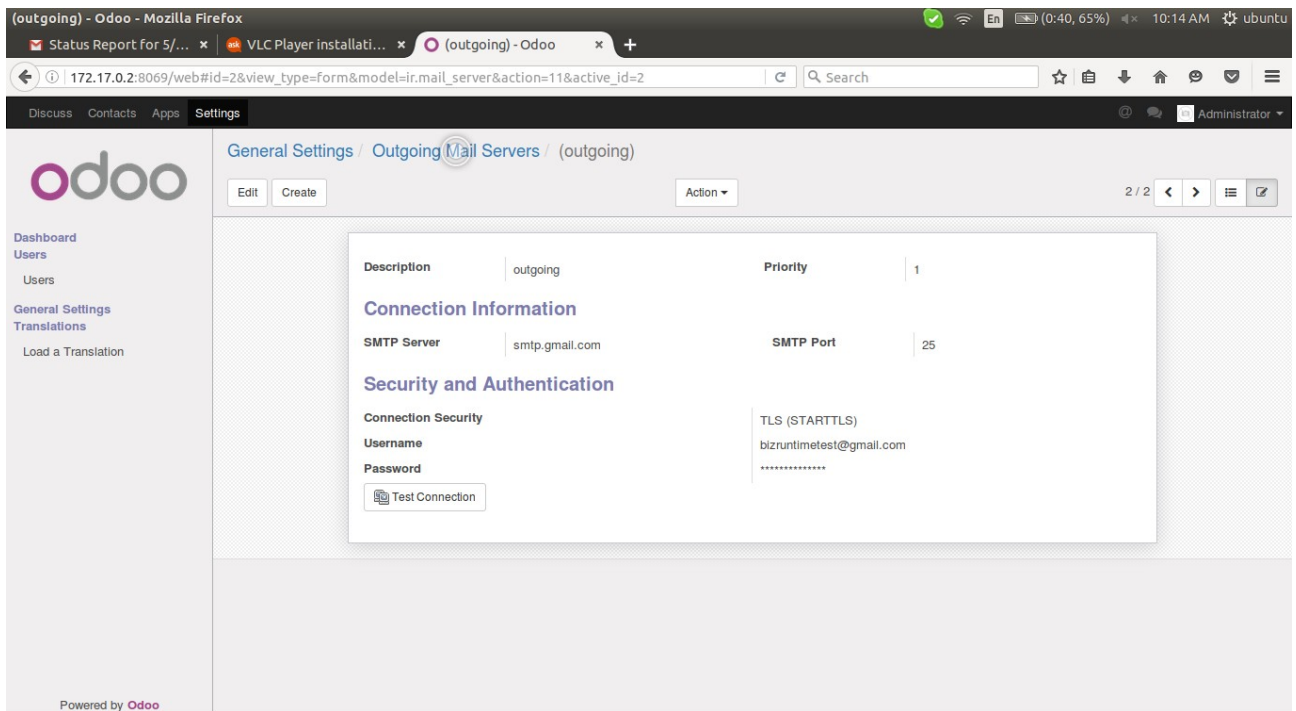 (outgoing) - Odoo - Mozilla Firefox En (0:40, 65%) 10:14 AM ubuntu
Status Report for 5/... × ask VLC Player installati... × (outgoing) - Odoo × +
172.17.0.2:8069/web#id=2&view_type=form&model=ir.mail_server&action=11&active_id=2 Search
Discuss Contacts Apps Settings @ Administrator
odoo
General Settings / Outgoing Mail Servers / (outgoing)
Edit Create Action 2 / 2
Dashboard
Users
Users
General Settings
Translations
Load a Translation
Description outgoing Priority 1
Connection Information
SMTP Server smtp.gmail.com SMTP Port 25
Security and Authentication
Connection Security TLS (STARTTLS)
Username bizruntimetest@gmail.com
Password **************
Test Connection
Powered by Odoo